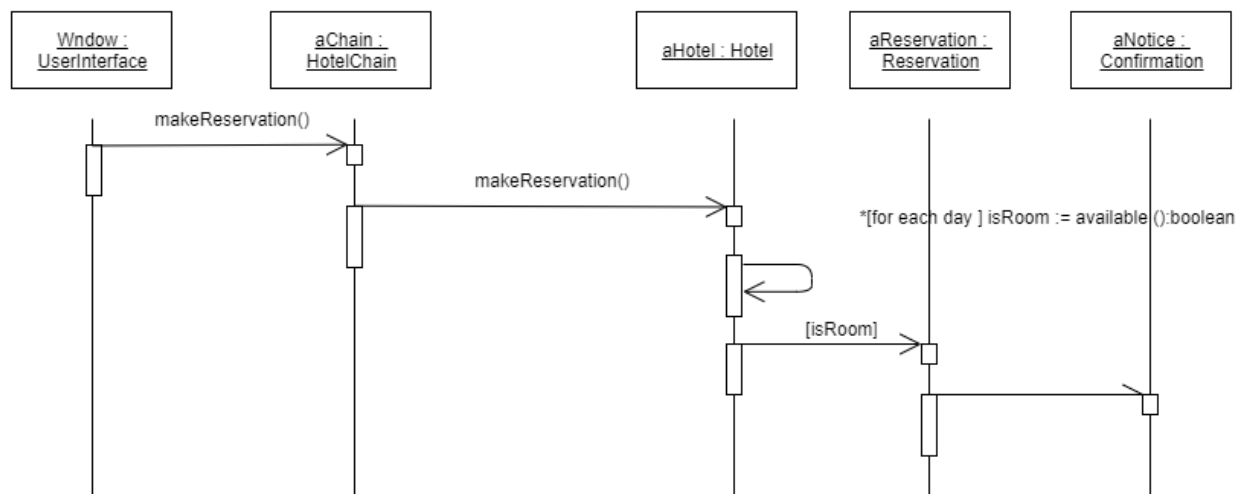 Wndow :
UserInterface
aChain :
HotelChain
aHotel : Hotel
aReservation :
Reservation
aNotice :
Confirmation
makeReservation()
makeReservation()
*[for each day ] isRoom := available ():boolean
[isRoom]